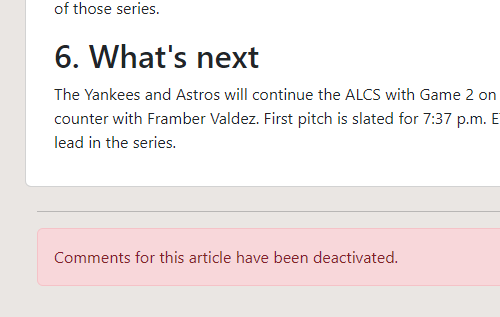 of those series.
6. What's next
The Yankees and Astros will continue the ALCS with Game 2 on
counter with Framber Valdez. First pitch is slated for 7:37 p.m. E
lead in the series.
Comments for this article have been deactivated.